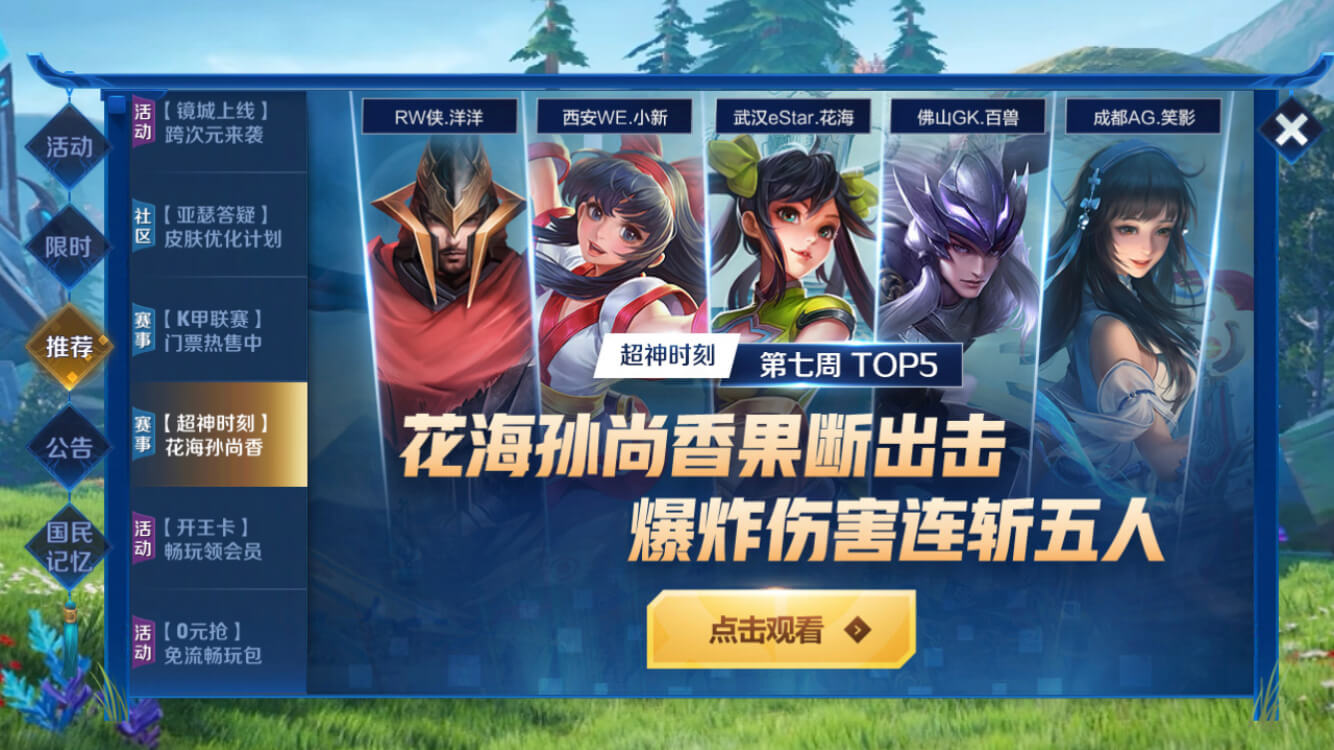 活动
限时
推荐
公告
国民
记忆
活动
【镜城上线】
跨次元来袭
社区
【亚瑟答疑】
皮肤优化计划
赛事
【K甲联赛】
门票热售中
赛事
【超神时刻】
花海孙尚香
活动
【开王卡】
畅玩领会员
活动
【0元抢】
免流畅玩包
RW侠.洋洋
西安WE.小新
武汉eStar.花海
佛山GK.百兽
成都AG.笑影
超神时刻
第七周 TOP5
花海孙尚香果断出击
爆炸伤害连斩五人
点击观看